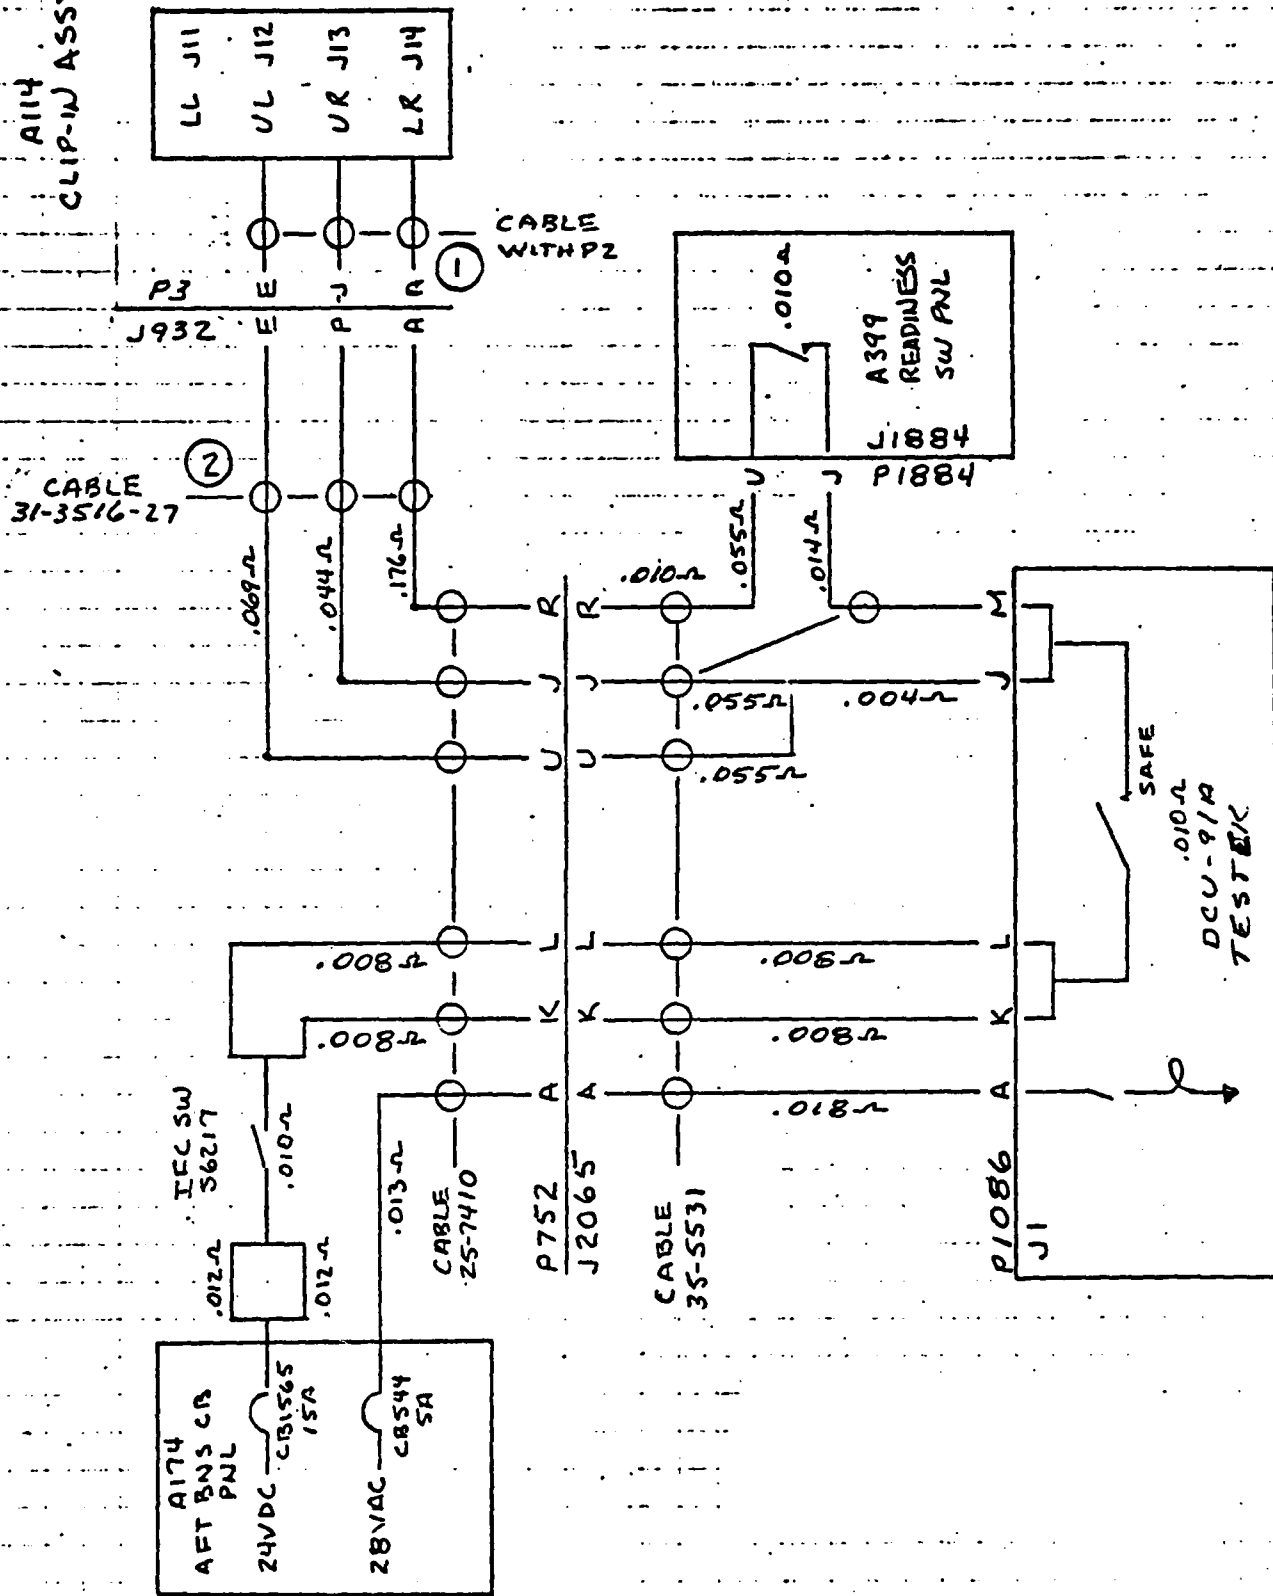 A114
CLIP-IN ASS
LL J11
UL J12
UR J13
LR J14
CABLE
WITH P2
1
P3 E J A
J932 E P A
.010Ω
A399
READINESS
SW PNL
J1884
P1884
U J
2
CABLE
31-3516-27
.069Ω
.044Ω
.176Ω
.010Ω
.055Ω
.014Ω
R R M
J J J
.055Ω
.004Ω
U U
.055Ω
SAFE
.010Ω
DCU-9/A
TESTEK
.008Ω
L L
.008Ω
L
.008Ω
K K
.008Ω
K
A A
.018Ω
A
IFC SW
S6217
.010Ω
.012Ω
.012Ω
.013Ω
CABLE
25-7410
P752
J2065
CABLE
35-5531
P1086
J1
A174
AFT BNS CB
PNL
24VDC
CB1565
15A
28VAC
CB544
5A